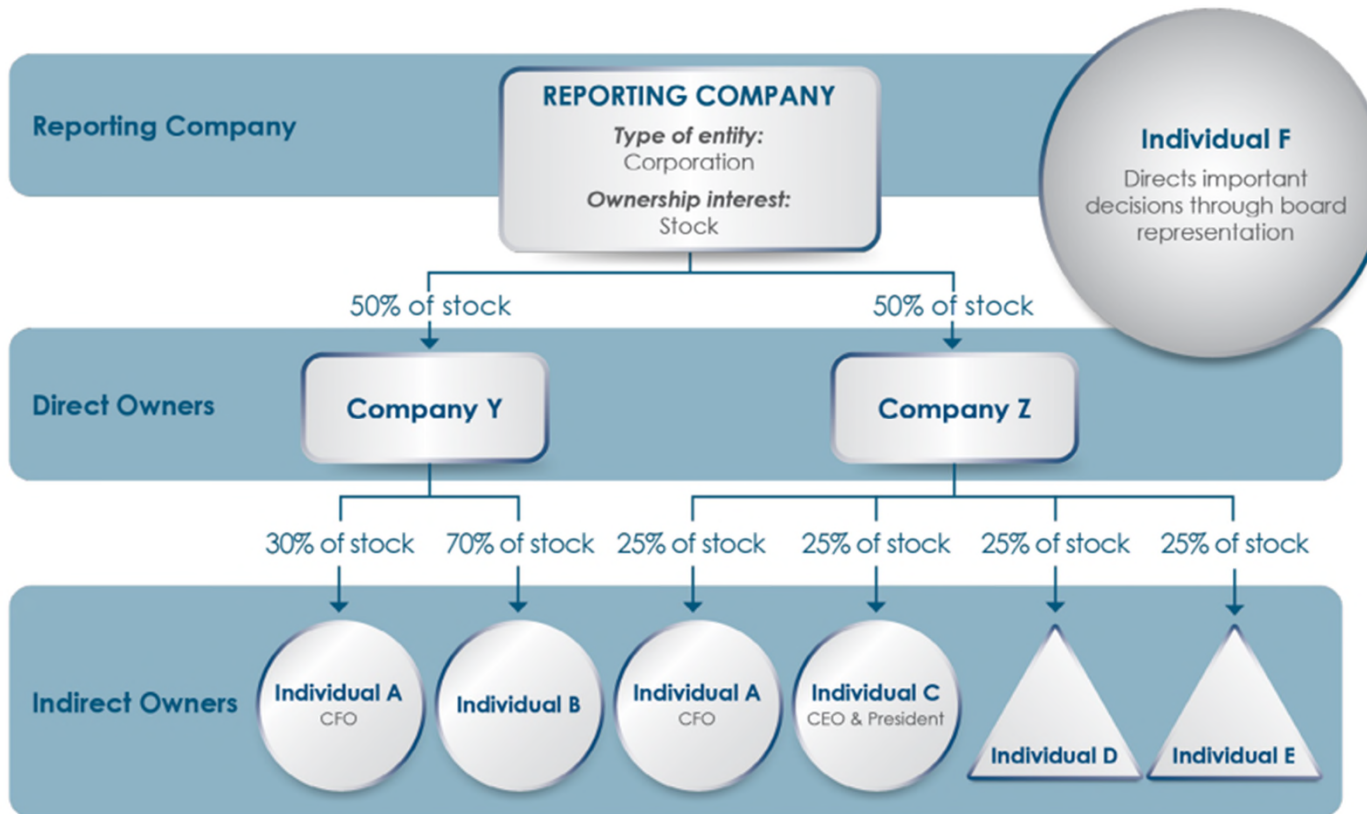 Reporting Company
REPORTING COMPANY
Type of entity:
Corporation
Ownership interest:
Stock
Individual F
Directs important
decisions through board
representation
50% of stock
50% of stock
Direct Owners
Company Y
Company Z
30% of stock
70% of stock
25% of stock
25% of stock
25% of stock
25% of stock
Indirect Owners
Individual A
CFO
Individual B
Individual A
CFO
Individual C
CEO & President
Individual D
Individual E